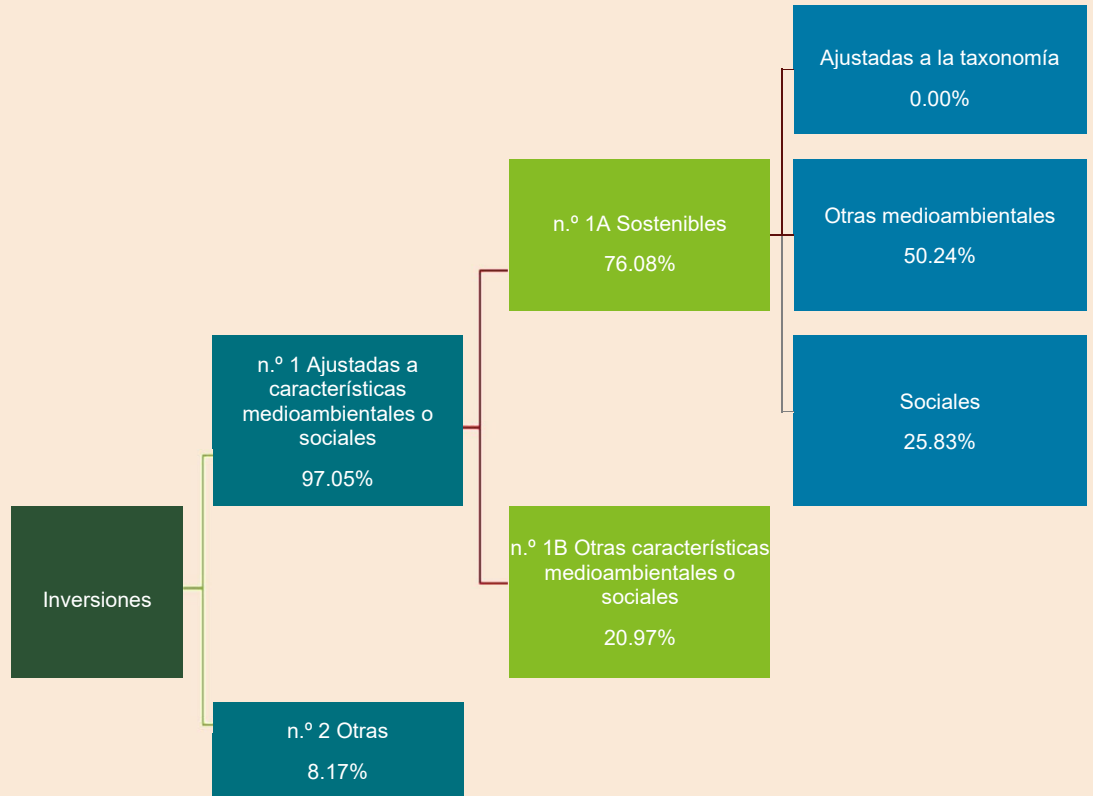 Ajustadas a la taxonomía
0.00%
n.º 1A Sostenibles
76.08%
Otras medioambientales
50.24%
n.º 1 Ajustadas a
características
medioambientales o
sociales
97.05%
Sociales
25.83%
Inversiones
n.º 1B Otras características
medioambientales o
sociales
20.97%
n.º 2 Otras
8.17%